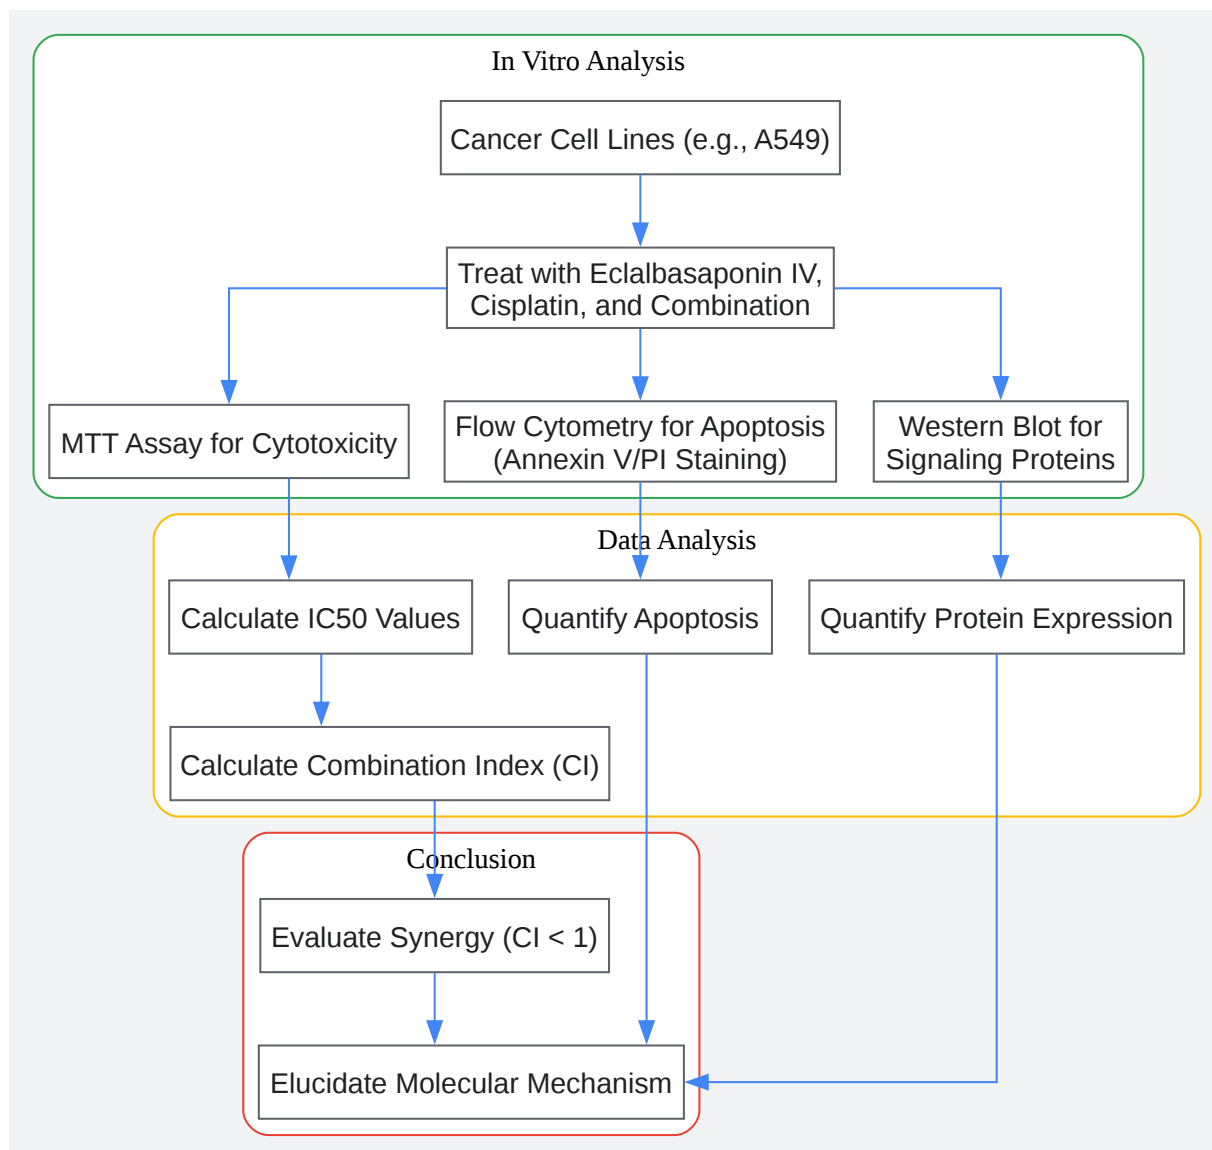 In Vitro Analysis
Cancer Cell Lines (e.g., A549)
Treat with Eclalbasaponin IV,
Cisplatin, and Combination
MTT Assay for Cytotoxicity
Flow Cytometry for Apoptosis
(Annexin V/PI Staining)
Western Blot for
Signaling Proteins
Data Analysis
Calculate IC50 Values
Quantify Apoptosis
Quantify Protein Expression
Calculate Combination Index (CI)
Conclusion
Evaluate Synergy (CI < 1)
Elucidate Molecular Mechanism